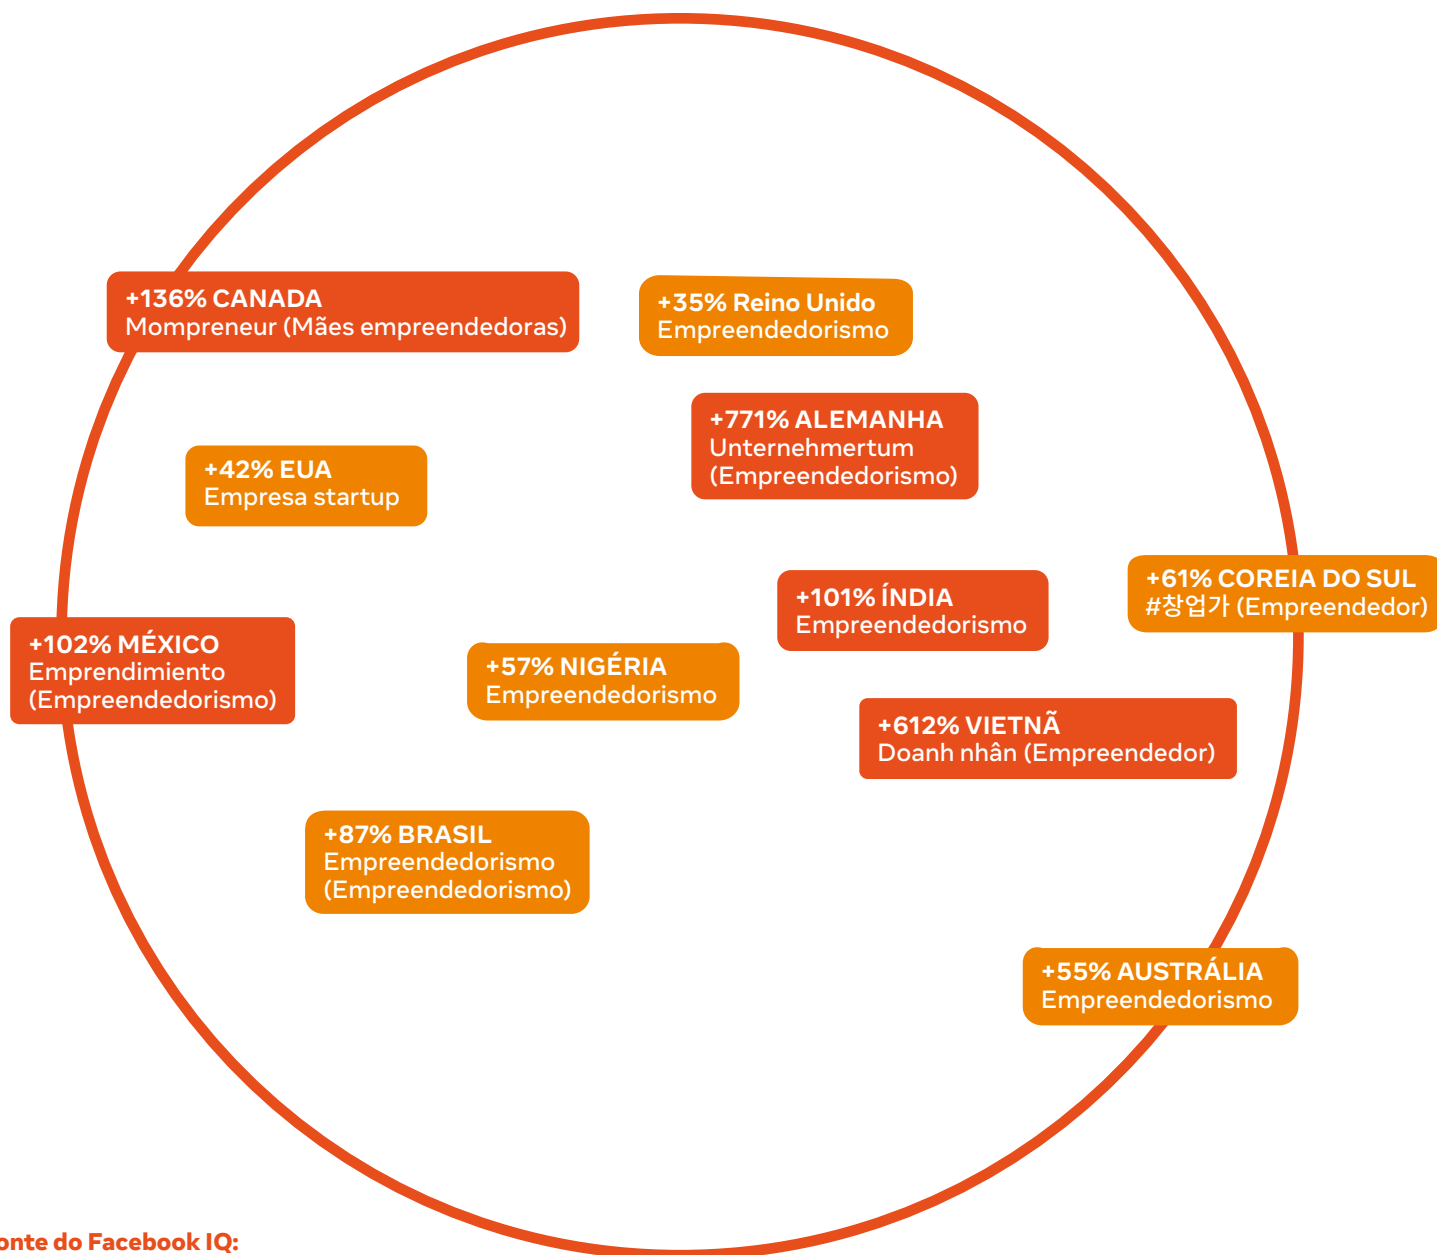 +136% CANADA
Mompreneur (Mães empreendedoras)
+35% Reino Unido
Empreendedorismo
+771% ALEMANHA
Unternehmertum
(Empreendedorismo)
+42% EUA
Empresa startup
+61% COREIA DO SUL
#창업가 (Empreendedor)
+101% ÍNDIA
Empreendedorismo
+102% MÉXICO
Emprendimiento
(Empreendedorismo)
+57% NIGÉRIA
Empreendedorismo
+612% VIETNÃ
Doanh nhân (Empreendedor)
+87% BRASIL
Empreendedorismo
(Empreendedorismo)
+55% AUSTRÁLIA
Empreendedorismo
onte do Facebook IQ: